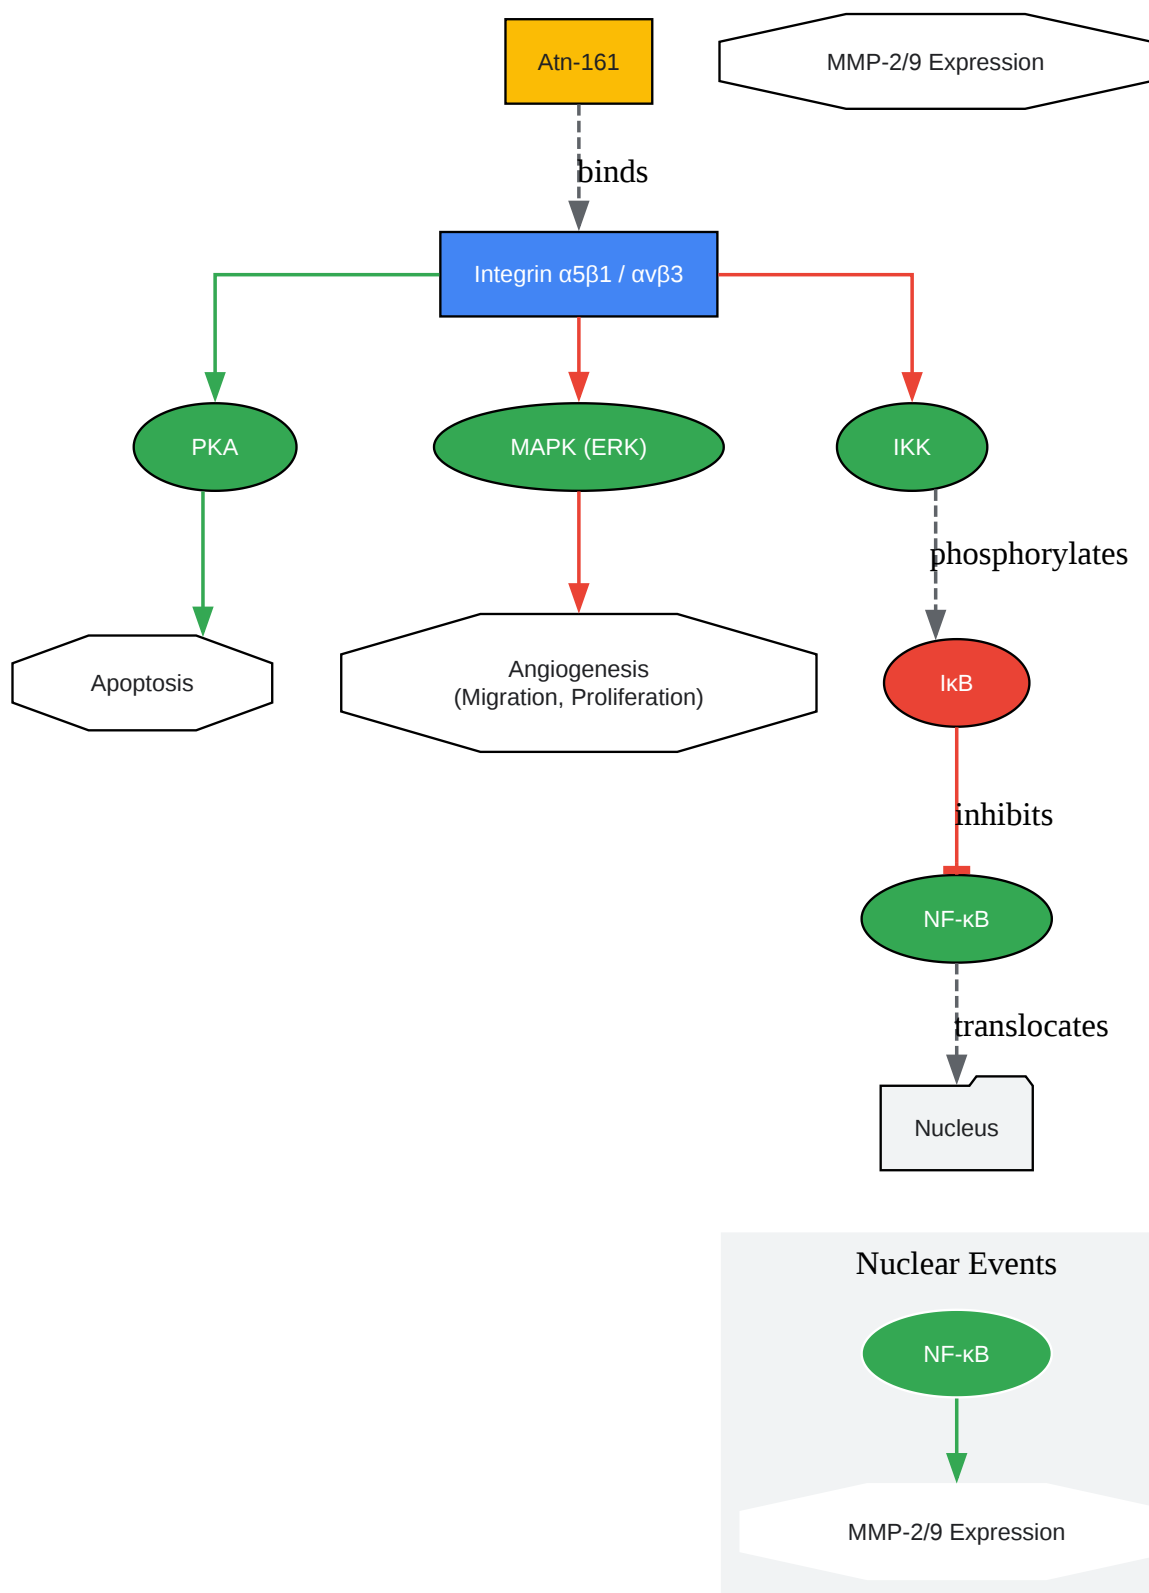 Atn-161
MMP-2/9 Expression
binds
Integrin α5β1 / αvβ3
PKA
MAPK (ERK)
IKK
phosphorylates
Apoptosis
Angiogenesis
(Migration, Proliferation)
IκB
inhibits
NF-κB
translocates
Nucleus
Nuclear Events
NF-κB
MMP-2/9 Expression